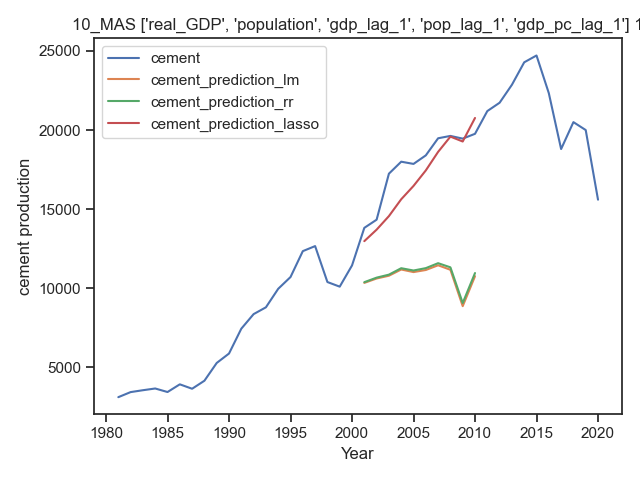 10_MAS ['real_GDP', 'population', 'gdp_lag_1', 'pop_lag_1', 'gdp_pc_lag_1'] 1
cement
cement_prediction_lm
cement_prediction_rr
cement_prediction_lasso
25000
20000
15000
10000
5000
cement production
1980 1985 1990 1995 2000 2005 2010 2015 2020
Year